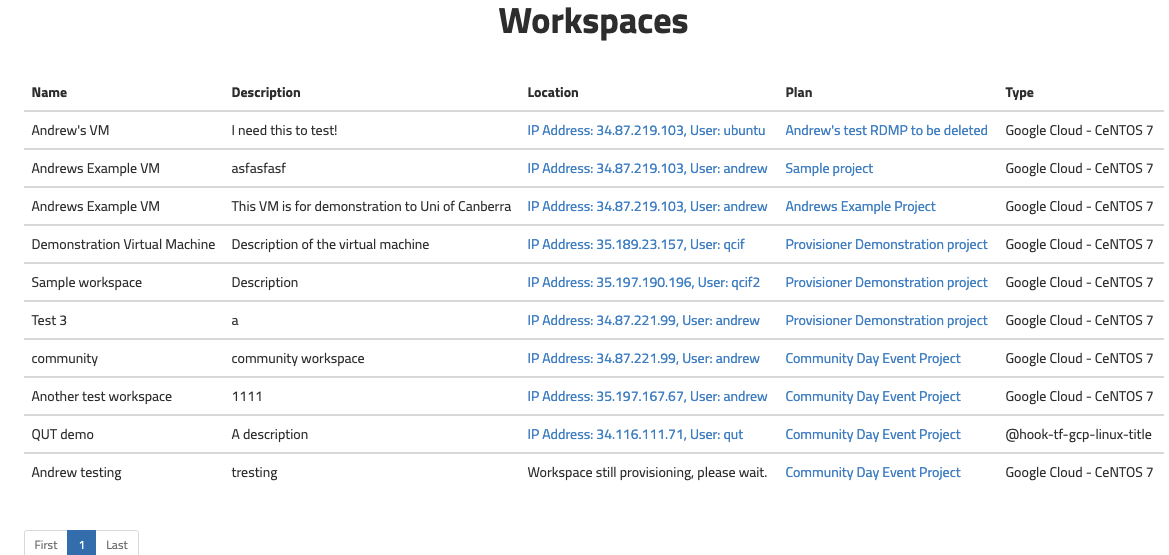 Workspaces
Name Description Location Plan Type
Andrew's VM I need this to test! IP Address: 34.87.219.103, User: ubuntu Andrew's test RDMP to be deleted Google Cloud - CeNTOS 7
Andrews Example VM asfasfasf IP Address: 34.87.219.103, User: andrew Sample project Google Cloud - CeNTOS 7
Andrews Example VM This VM is for demonstration to Uni of Canberra IP Address: 34.87.219.103, User: andrew Andrews Example Project Google Cloud - CeNTOS 7
Demonstration Virtual Machine Description of the virtual machine IP Address: 35.189.23.157, User: qcif Provisioner Demonstration project Google Cloud - CeNTOS 7
Sample workspace Description IP Address: 35.197.190.196, User: qcif2 Provisioner Demonstration project Google Cloud - CeNTOS 7
Test 3 a IP Address: 34.87.221.99, User: andrew Provisioner Demonstration project Google Cloud - CeNTOS 7
community community workspace IP Address: 34.87.221.99, User: andrew Community Day Event Project Google Cloud - CeNTOS 7
Another test workspace 1111 IP Address: 35.197.167.67, User: andrew Community Day Event Project Google Cloud - CeNTOS 7
QUT demo A description IP Address: 34.116.111.71, User: qut Community Day Event Project @hook-tf-gcp-linux-title
Andrew testing tresting Workspace still provisioning, please wait. Community Day Event Project Google Cloud - CeNTOS 7
First 1 Last